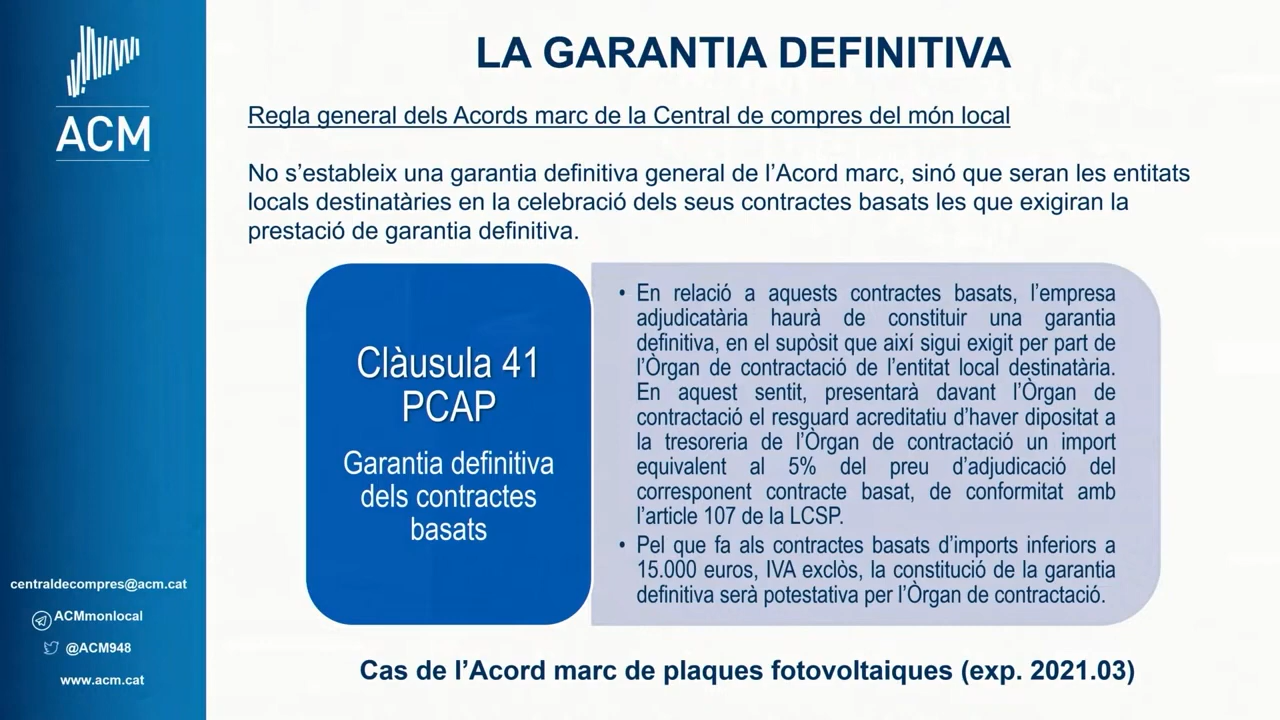 ACM
centraldecompres@acm.cat
ACMmonlocal
@ACM948
www.acm.cat
LA GARANTIA DEFINITIVA
Regla general dels Acords marc de la Central de compres del món local
No s’estableix una garantia definitiva general de l’Acord marc, sinó que seran les entitats
locals destinatàries en la celebració dels seus contractes basats les que exigiran la
prestació de garantia definitiva.
Clàusula 41
PCAP
Garantia definitiva
dels contractes
basats
• En relació a aquests contractes basats, l’empresa
adjudicatària haurà de constituir una garantia
definitiva, en el supòsit que així sigui exigit per part de
l’Òrgan de contractació de l’entitat local destinatària.
En aquest sentit, presentarà davant l’Òrgan de
contractació el resguard acreditatiu d’haver dipositat a
la tresoreria de l’Òrgan de contractació un import
equivalent al 5% del preu d’adjudicació del
corresponent contracte basat, de conformitat amb
l’article 107 de la LCSP.
• Pel que fa als contractes basats d’imports inferiors a
15.000 euros, IVA exclòs, la constitució de la garantia
definitiva serà potestativa per l’Òrgan de contractació.
Cas de l’Acord marc de plaques fotovoltaiques (exp. 2021.03)